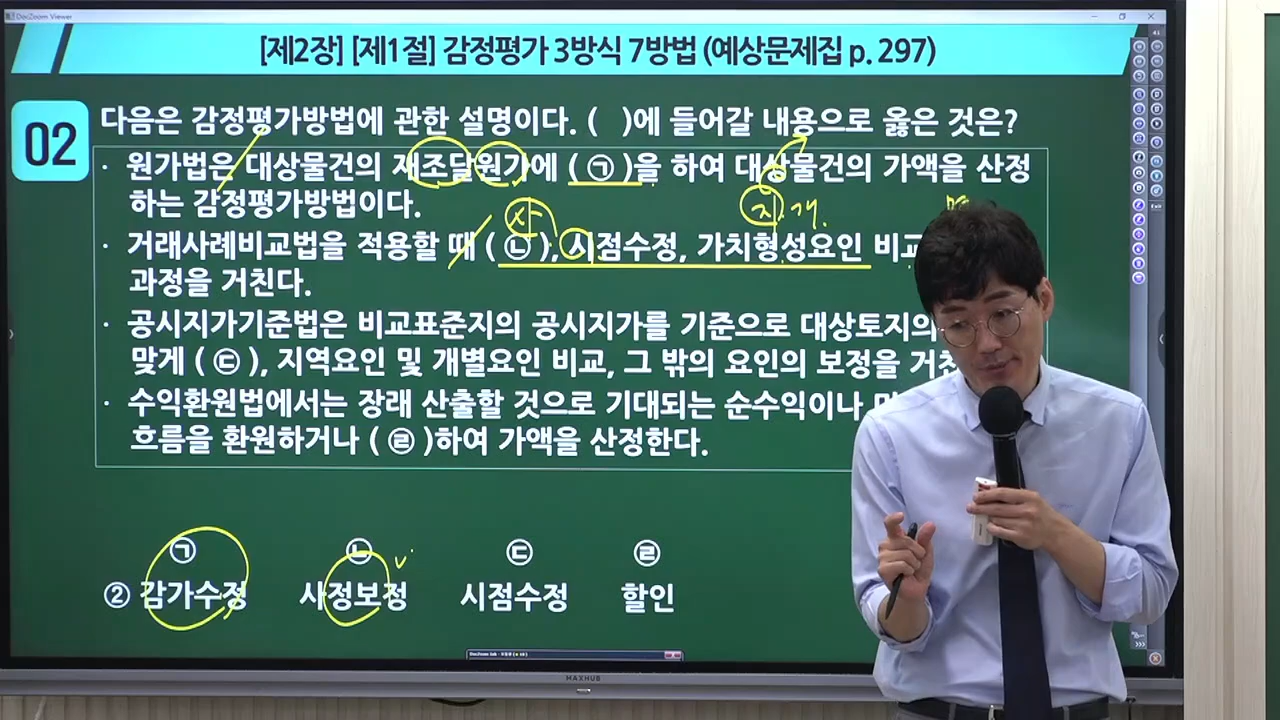 DocZoom Viewer
[제2장] [제1절] 감정평가 3방식 7방법 (예상문제집 p. 297)
02
다음은 감정평가방법에 관한 설명이다. (   )에 들어갈 내용으로 옳은 것은?
· 원가법은 대상물건의 재조달원가에 ( ㉠ )을 하여 대상물건의 가액을 산정
하는 감정평가방법이다.
사
지. 개.
· 거래사례비교법을 적용할 때 ( ㉡ ), 시점수정, 가치형성요인 비교
과정을 거친다.
· 공시지가기준법은 비교표준지의 공시지가를 기준으로 대상토지의
맞게 ( ㉢ ), 지역요인 및 개별요인 비교, 그 밖의 요인의 보정을 거친
· 수익환원법에서는 장래 산출할 것으로 기대되는 순수익이나
흐름을 환원하거나 ( ㉣ )하여 가액을 산정한다.
㉠ ㉡ ㉢ ㉣
② 감가수정 사정보정 시점수정 할인
MAXHUB